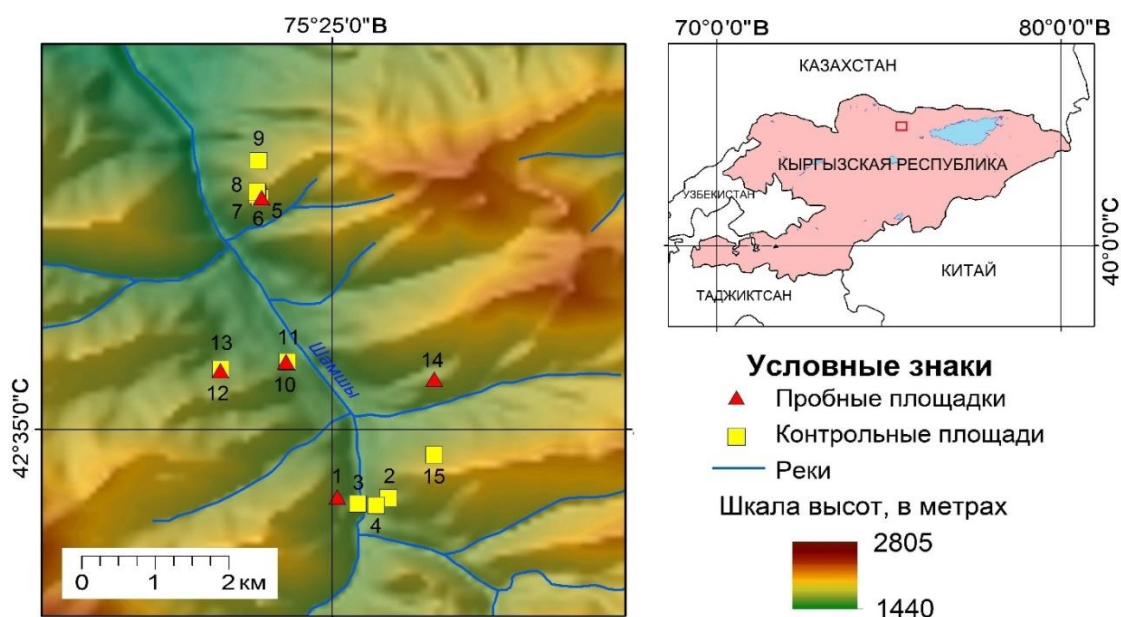 75°25'0"В
9
8
7
6
5
13
11
12
10
14
Шамшы
42°35'0"С
15
1
3
2
4
0 1 2 км
70°0'0"В
80°0'0"В
КАЗАХСТАН
КЫРГЫЗСКАЯ РЕСПУБЛИКА
УЗБЕКИСТАН
КИТАЙ
ТАДЖИКТСАН
40°0'0"С
Условные знаки
Пробные площадки
Контрольные площади
Реки
Шкала высот, в метрах
2805
1440